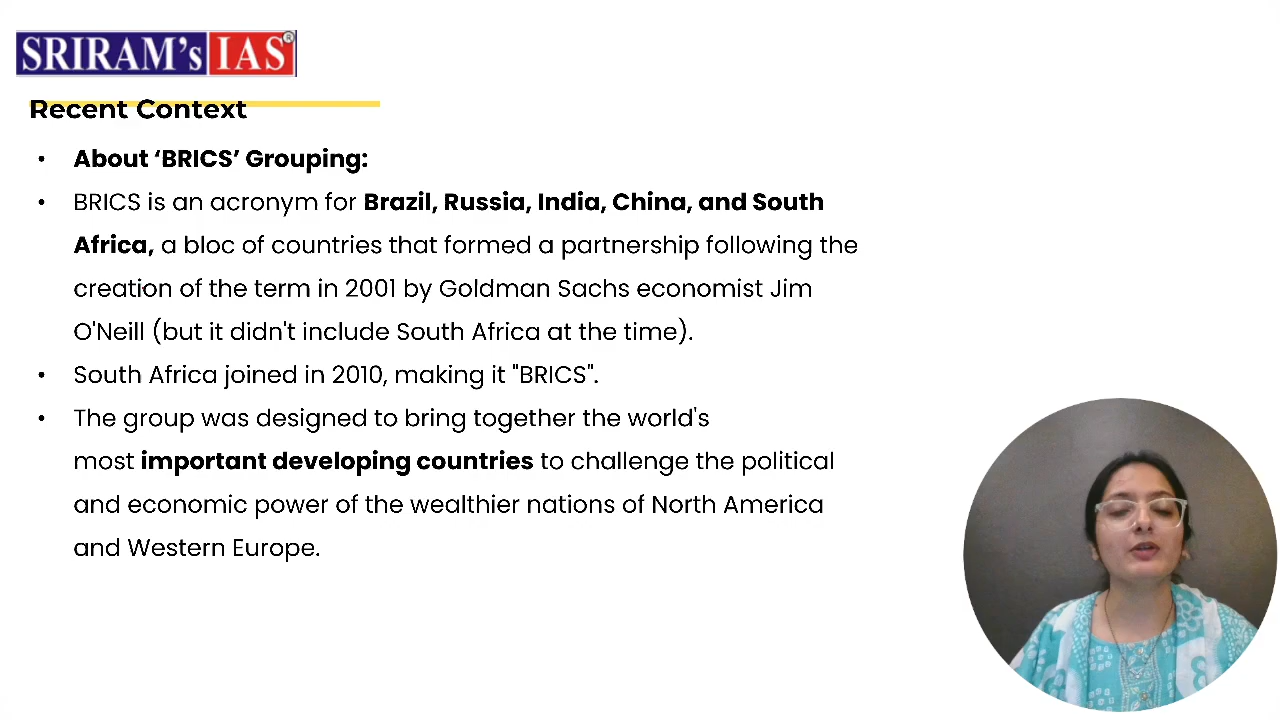 SRIRAM's IAS®
Recent Context
• About ‘BRICS’ Grouping:
• BRICS is an acronym for Brazil, Russia, India, China, and South
Africa, a bloc of countries that formed a partnership following the
creation of the term in 2001 by Goldman Sachs economist Jim
O'Neill (but it didn't include South Africa at the time).
• South Africa joined in 2010, making it "BRICS".
• The group was designed to bring together the world's
most important developing countries to challenge the political
and economic power of the wealthier nations of North America
and Western Europe.